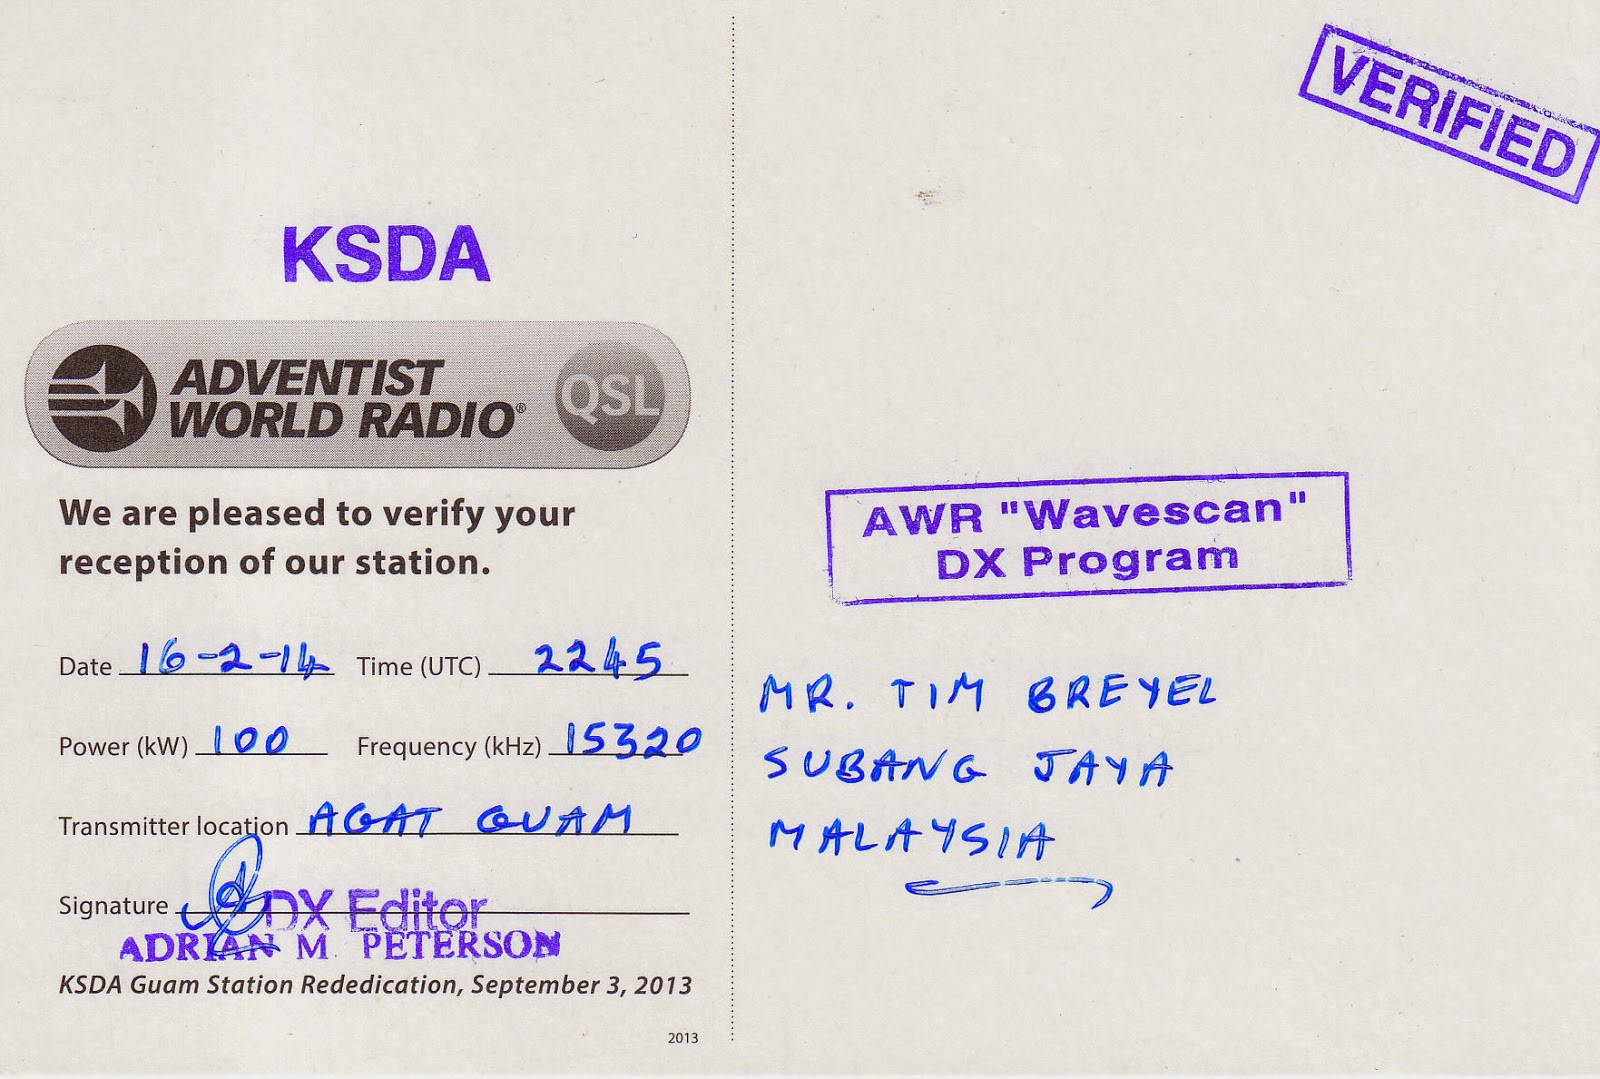 VERIFIED
KSDA
ADVENTIST
WORLD RADIO®
QSL
We are pleased to verify your
reception of our station.
Date 16-2-14 Time (UTC) 2245
Power (kW) 100 Frequency (kHz) 15320
Transmitter location AGAT GUAM
Signature DX Editor
ADRIAN M. PETERSON
KSDA Guam Station Rededication, September 3, 2013
2013
AWR "Wavescan"
DX Program
MR. TIM BREYEL
SUBANG JAYA
MALAYSIA